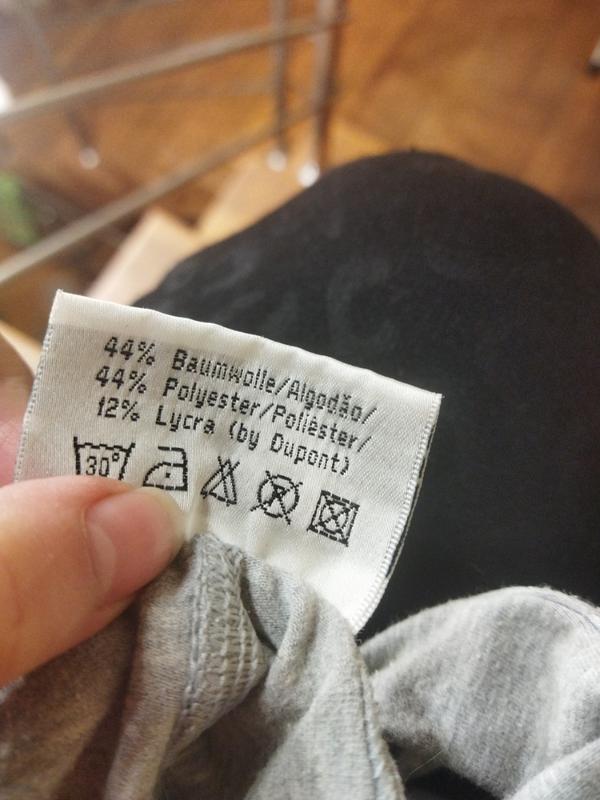 44% Baumwolle/Algodão/
44% Polyester/Poliéster/
12% Lycra (by Dupont)
30°